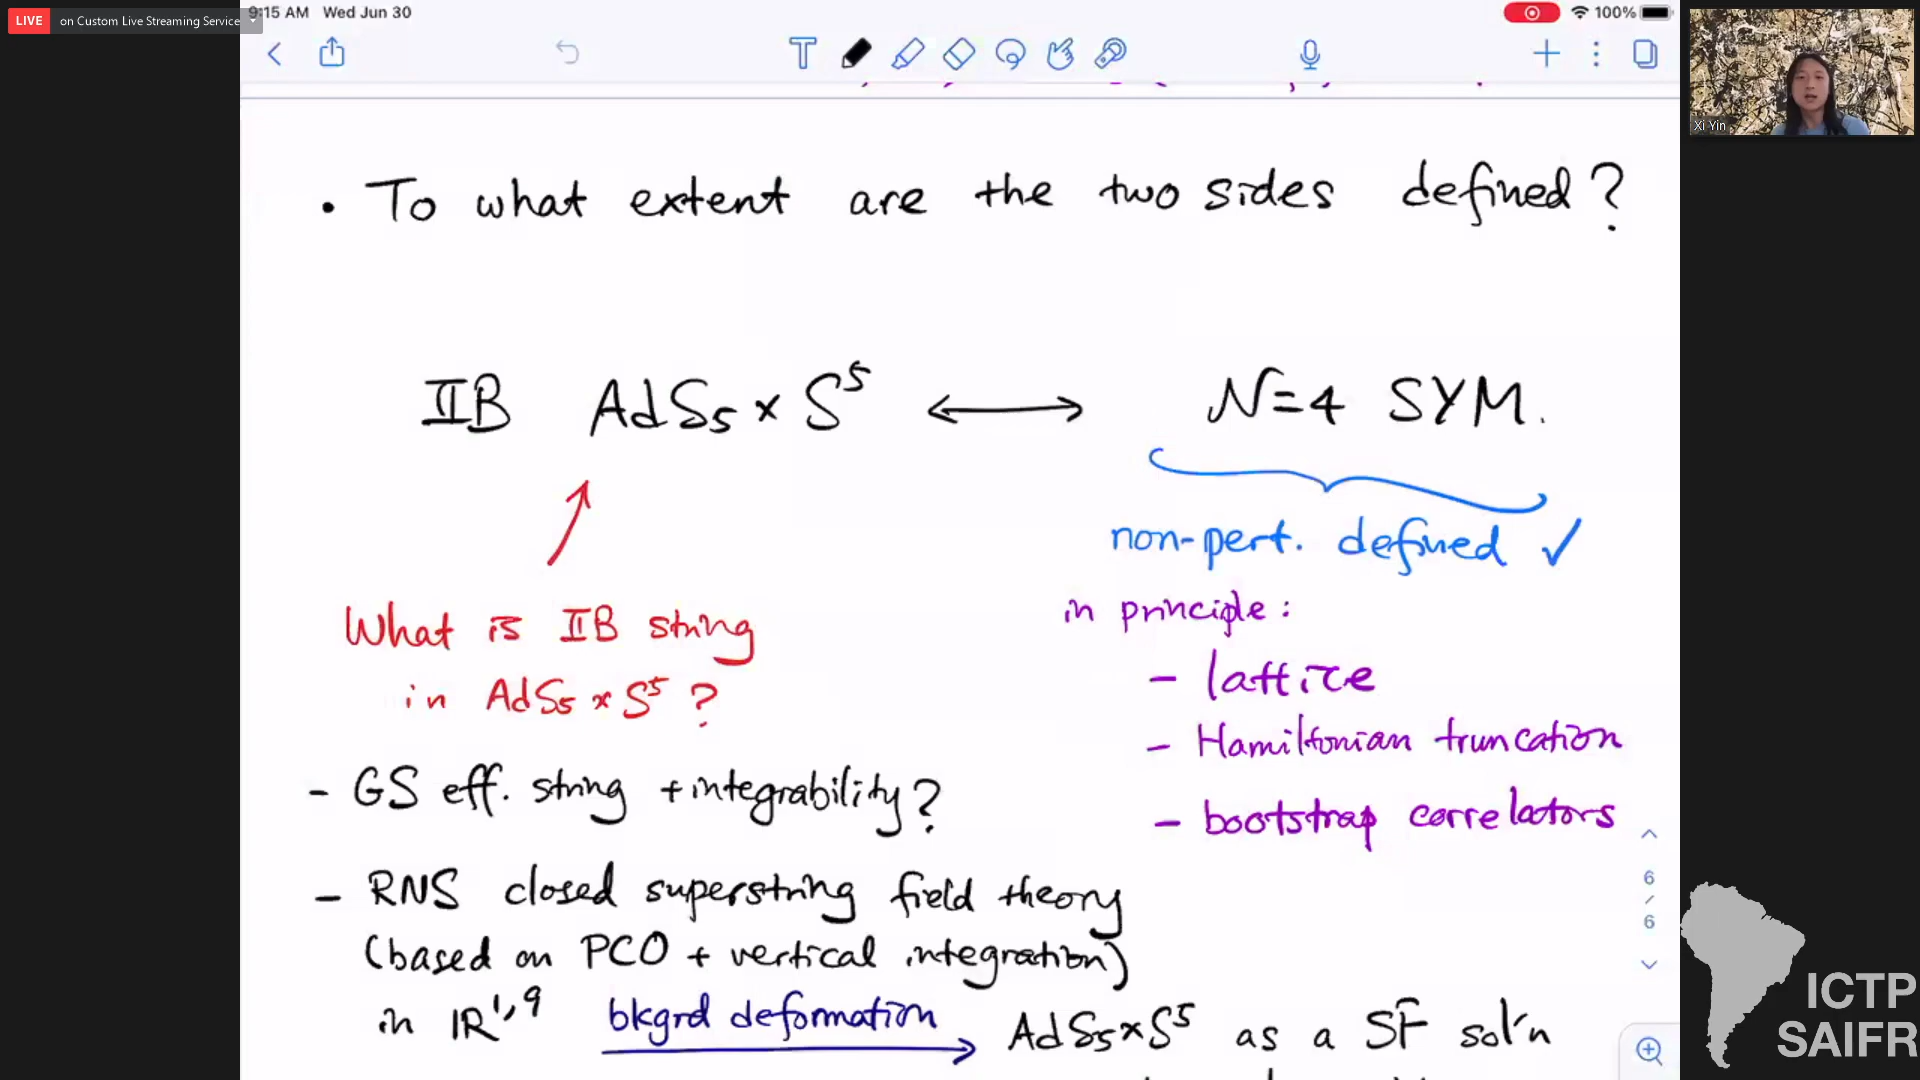 LIVE on Custom Live Streaming Service
9:15 AM Wed Jun 30
100%
Xi Yin
• To what extent are the two sides defined?
IIB AdS₅ × S⁵ ⟷ N=4 SYM.
non-pert. defined ✓
in principle:
- lattice
- Hamiltonian truncation
- bootstrap correlators
What is IIB string
in AdS₅ × S⁵ ?
- GS eff. string + integrability?
- RNS closed superstring field theory
(based on PCO + vertical integration)
in IR¹,⁹ bkgrd deformation → AdS₅×S⁵ as a SF sol'n
6
6
ICTP
SAIFR